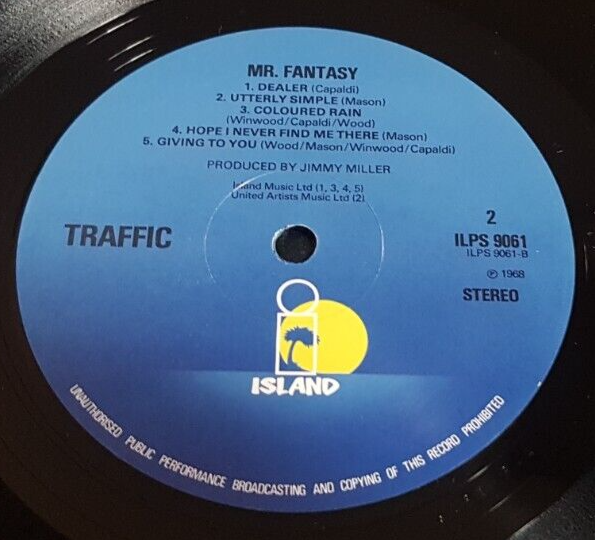 MR. FANTASY
1. DEALER (Capaldi)
2. UTTERLY SIMPLE (Mason)
3. COLOURED RAIN
(Winwood/Capaldi/Wood)
4. HOPE I NEVER FIND ME THERE (Mason)
5. GIVING TO YOU (Wood/Mason/Winwood/Capaldi)
PRODUCED BY JIMMY MILLER
Island Music Ltd (1, 3, 4, 5)
United Artists Music Ltd (2)
TRAFFIC
2
ILPS 9061
ILPS 9061-B
℗ 1968
STEREO
ISLAND
UNAUTHORISED PUBLIC PERFORMANCE BROADCASTING AND COPYING OF THIS RECORD PROHIBITED